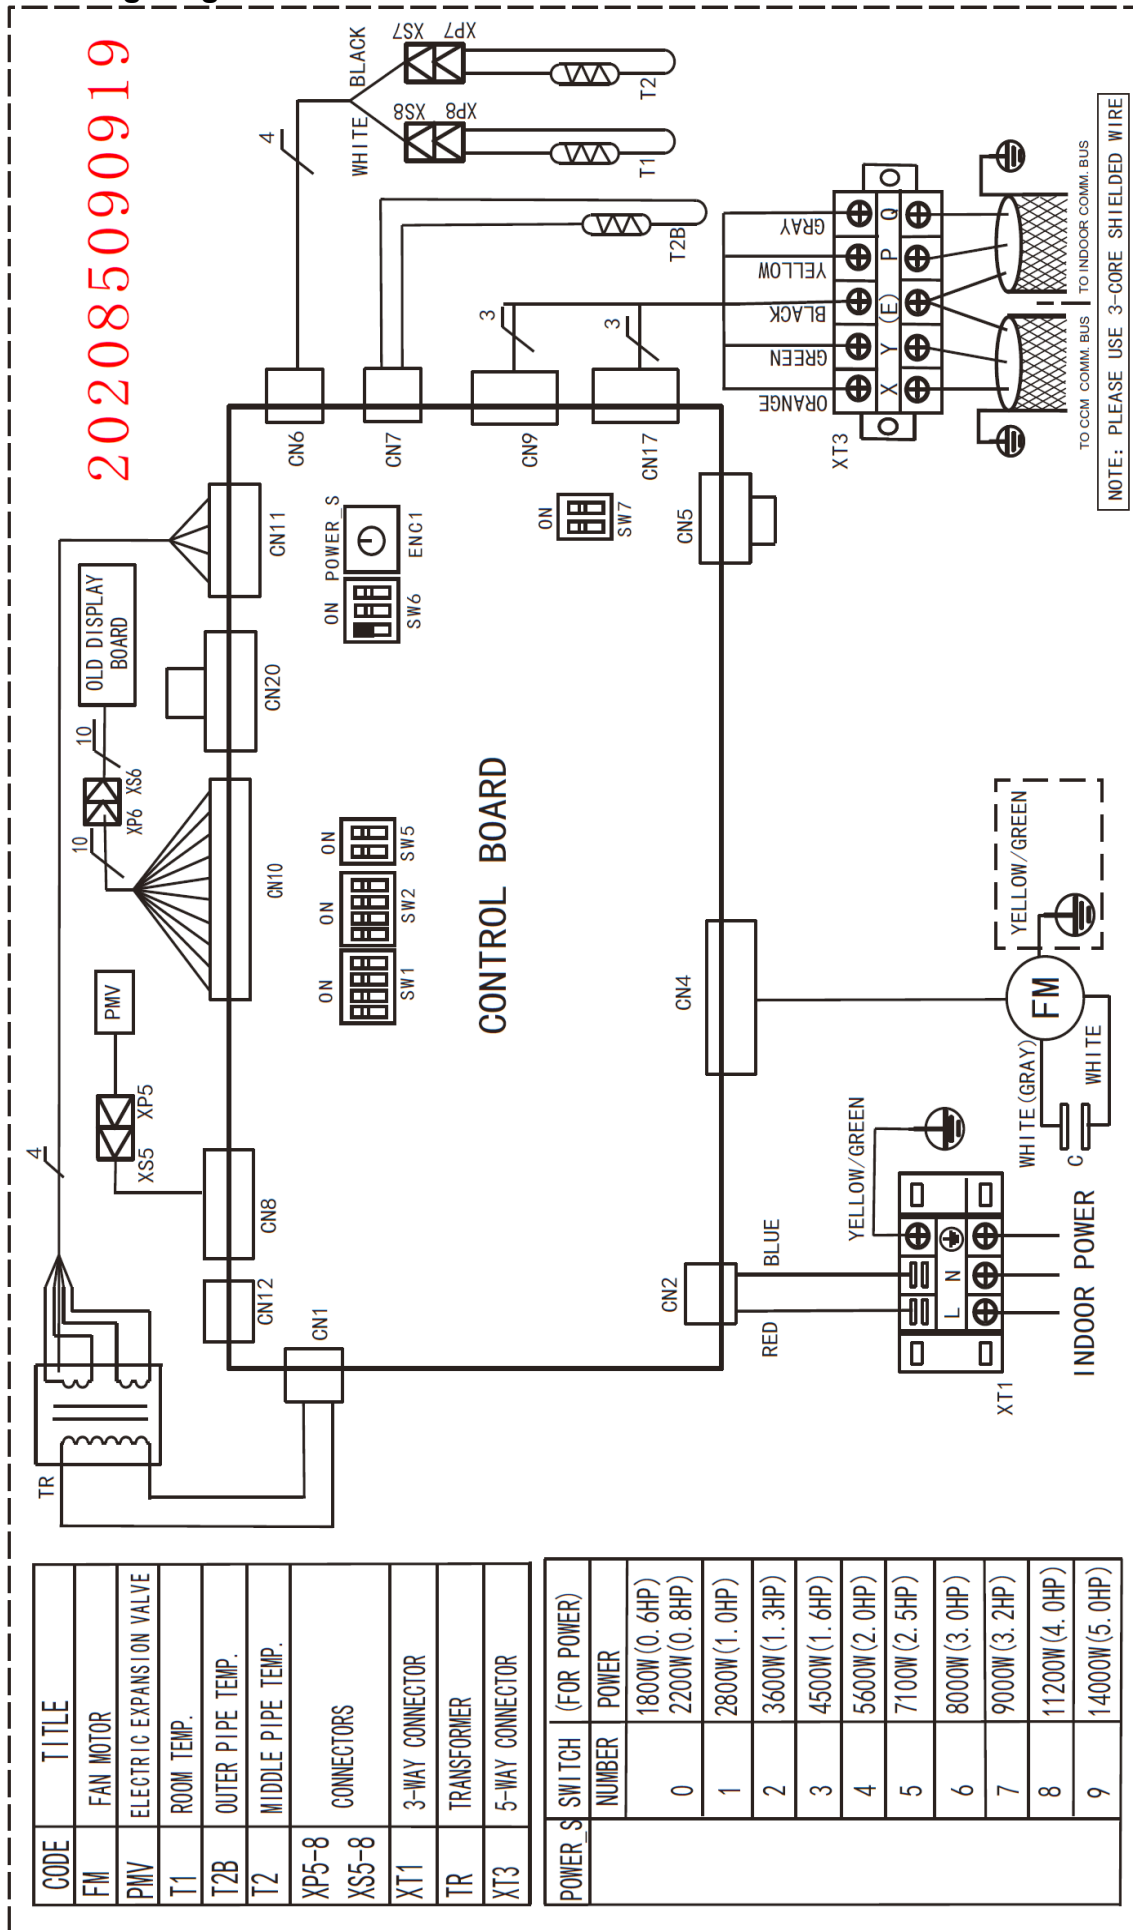 202085090919
BLACK
XS7 XP7
T2
4
WHITE
XS8 XP8
T1
T2B
3
3
GRAY
YELLOW
BLACK
GREEN
ORANGE
Q
P
(E)
Y
X
XT3
TO INDOOR COMM. BUS
TO CCM COMM. BUS
NOTE: PLEASE USE 3-CORE SHIELDED WIRE
CN6
CN7
CN9
CN17
CN11
CN5
ON POWER_S
ENC1
SW6
ON
SW7
OLD DISPLAY
BOARD
10
XP6 XS6
10
CN20
CN10
ON
SW5
ON
SW2
ON
SW1
CONTROL BOARD
PMV
XS5 XP5
4
CN8
CN12
CN1
TR
CN4
CN2
YELLOW/GREEN
FM
WHITE(GRAY)
WHITE
C
YELLOW/GREEN
BLUE
RED
L
N
XT1
INDOOR POWER
CODE TITLE
FM FAN MOTOR
PMV ELECTRIC EXPANSION VALVE
T1 ROOM TEMP.
T2B OUTER PIPE TEMP.
T2 MIDDLE PIPE TEMP.
XP5-8
XS5-8 CONNECTORS
XT1 3-WAY CONNECTOR
TR TRANSFORMER
XT3 5-WAY CONNECTOR
POWER_S SWITCH (FOR POWER)
NUMBER POWER
0 1800W(0.6HP)
2200W(0.8HP)
1 2800W(1.0HP)
2 3600W(1.3HP)
3 4500W(1.6HP)
4 5600W(2.0HP)
5 7100W(2.5HP)
6 8000W(3.0HP)
7 9000W(3.2HP)
8 11200W(4.0HP)
9 14000W(5.0HP)